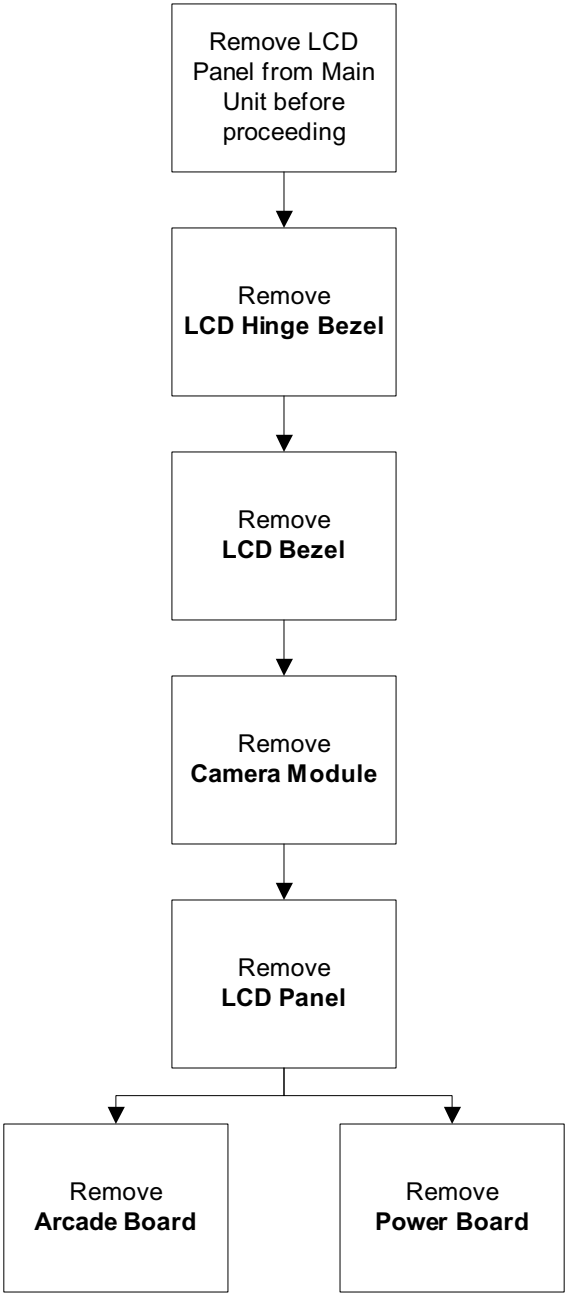 Remove LCD
Panel from Main
Unit before
proceeding
Remove
LCD Hinge Bezel
Remove
LCD Bezel
Remove
Camera Module
Remove
LCD Panel
Remove
Arcade Board
Remove
Power Board